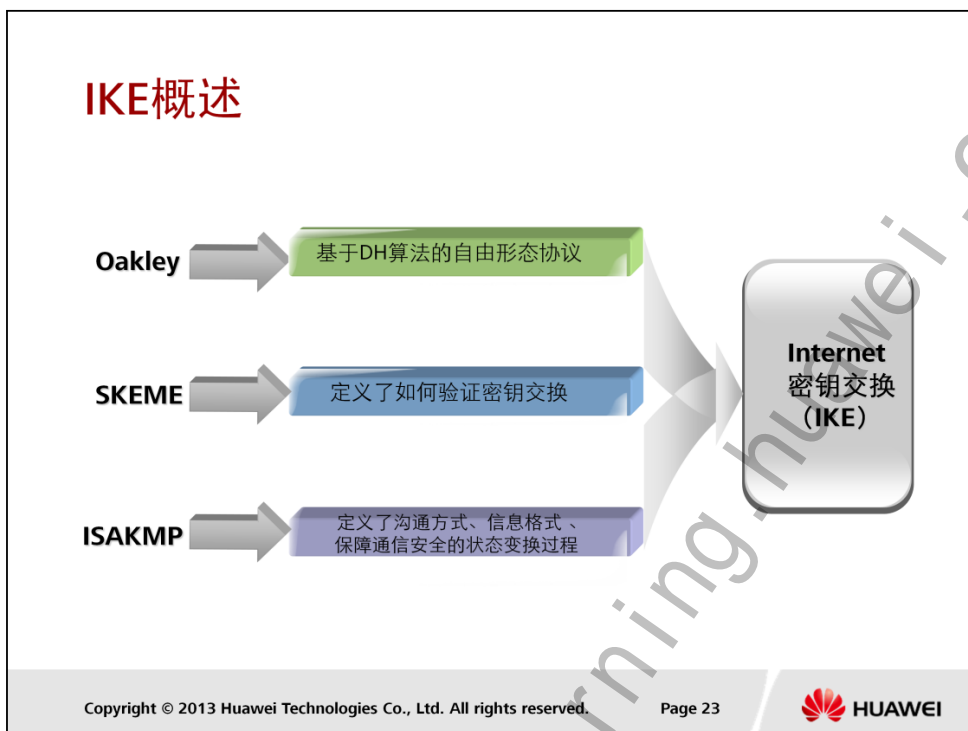 IKE概述
Oakley
基于DH算法的自由形态协议
SKEME
定义了如何验证密钥交换
ISAKMP
定义了沟通方式、信息格式、
保障通信安全的状态变换过程
Internet
密钥交换
（IKE）
rning.huawei.
Copyright © 2013 Huawei Technologies Co., Ltd. All rights reserved.
Page 23
HUAWEI